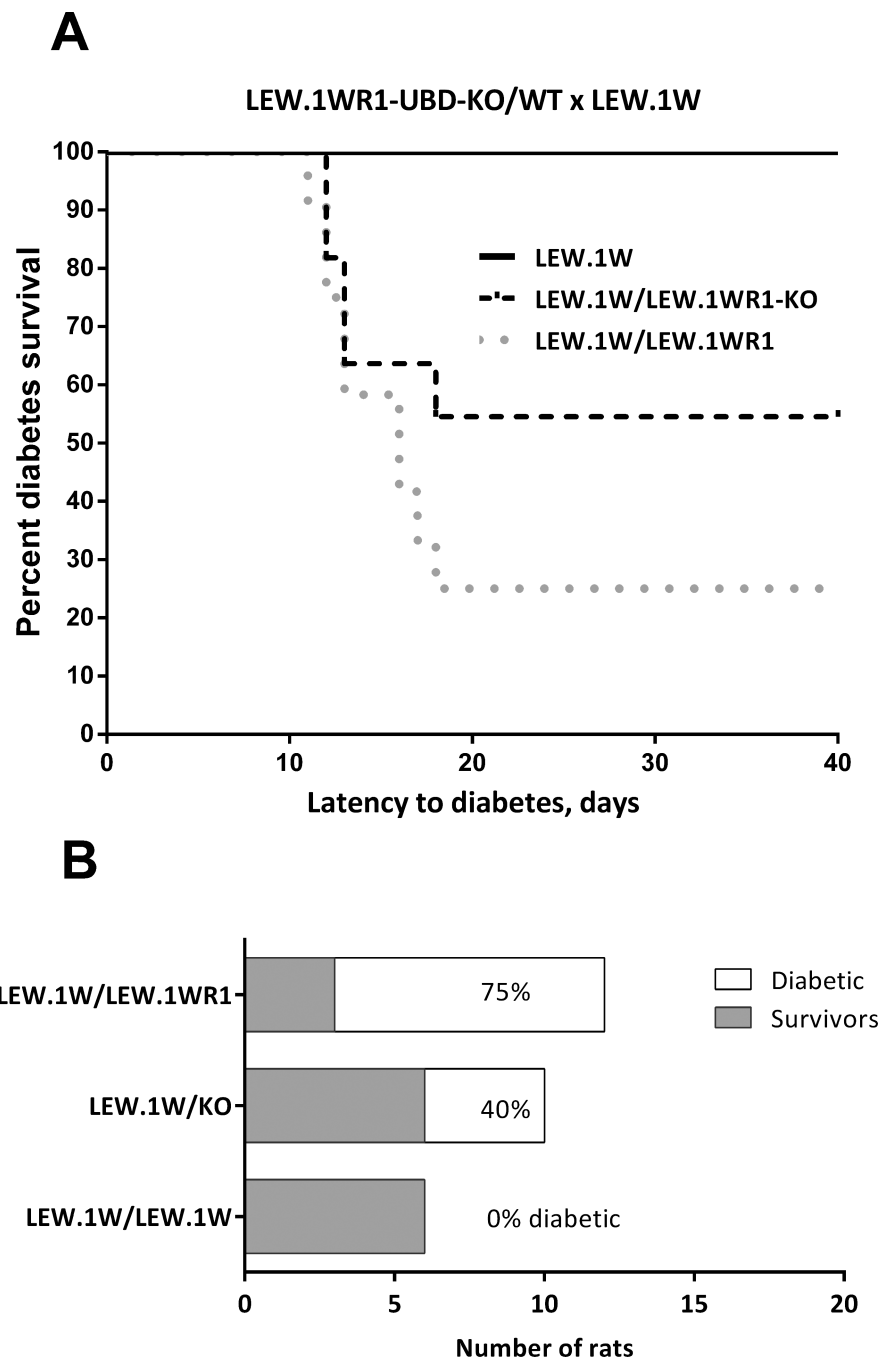 A
LEW.1WR1-UBD-KO/WT x LEW.1W
100
90
80
70
60
50
40
30
20
10
0
Percent diabetes survival
LEW.1W
LEW.1W/LEW.1WR1-KO
LEW.1W/LEW.1WR1
0 10 20 30 40
Latency to diabetes, days
B
LEW.1W/LEW.1WR1
75%
Diabetic
Survivors
LEW.1W/KO
40%
LEW.1W/LEW.1W
0% diabetic
0 5 10 15 20
Number of rats